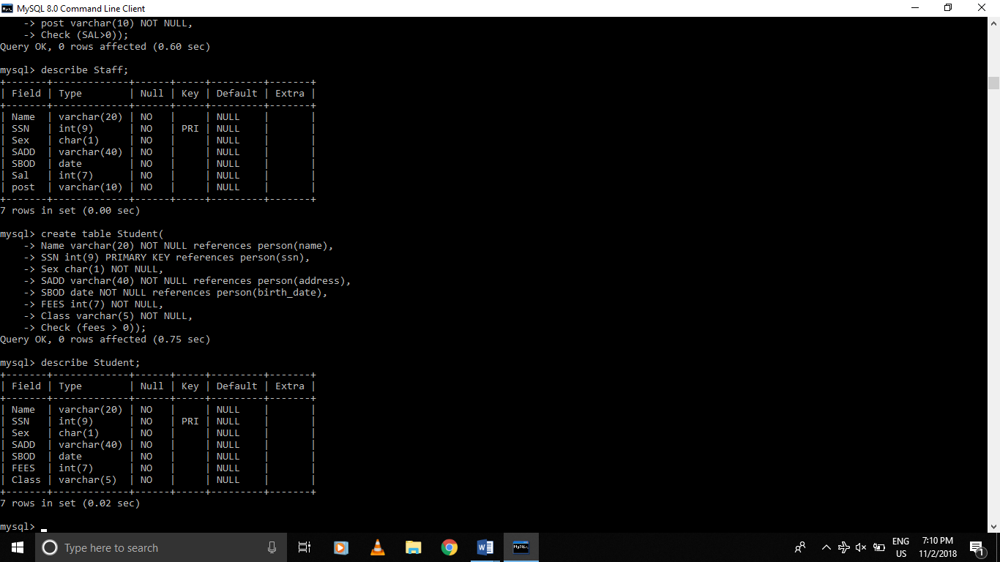 MySQL 8.0 Command Line Client
    -> post varchar(10) NOT NULL,
    -> Check (SAL>0));
Query OK, 0 rows affected (0.60 sec)
mysql> describe Staff;
+-------+-------------+------+-----+---------+-------+
| Field | Type        | Null | Key | Default | Extra |
+-------+-------------+------+-----+---------+-------+
| Name  | varchar(20) | NO   |     | NULL    |       |
| SSN   | int(9)      | NO   | PRI | NULL    |       |
| Sex   | char(1)     | NO   |     | NULL    |       |
| SADD  | varchar(40) | NO   |     | NULL    |       |
| SBOD  | date        | NO   |     | NULL    |       |
| Sal   | int(7)      | NO   |     | NULL    |       |
| post  | varchar(10) | NO   |     | NULL    |       |
+-------+-------------+------+-----+---------+-------+
7 rows in set (0.00 sec)
mysql> create table Student(
    -> Name varchar(20) NOT NULL references person(name),
    -> SSN int(9) PRIMARY KEY references person(ssn),
    -> Sex char(1) NOT NULL,
    -> SADD varchar(40) NOT NULL references person(address),
    -> SBOD date NOT NULL references person(birth_date),
    -> FEES int(7) NOT NULL,
    -> Class varchar(5) NOT NULL,
    -> Check (fees > 0));
Query OK, 0 rows affected (0.75 sec)
mysql> describe Student;
+-------+-------------+------+-----+---------+-------+
| Field | Type        | Null | Key | Default | Extra |
+-------+-------------+------+-----+---------+-------+
| Name  | varchar(20) | NO   |     | NULL    |       |
| SSN   | int(9)      | NO   | PRI | NULL    |       |
| Sex   | char(1)     | NO   |     | NULL    |       |
| SADD  | varchar(40) | NO   |     | NULL    |       |
| SBOD  | date        | NO   |     | NULL    |       |
| FEES  | int(7)      | NO   |     | NULL    |       |
| Class | varchar(5)  | NO   |     | NULL    |       |
+-------+-------------+------+-----+---------+-------+
7 rows in set (0.02 sec)
mysql> _
Type here to search
ENG
US
7:10 PM
11/2/2018
1